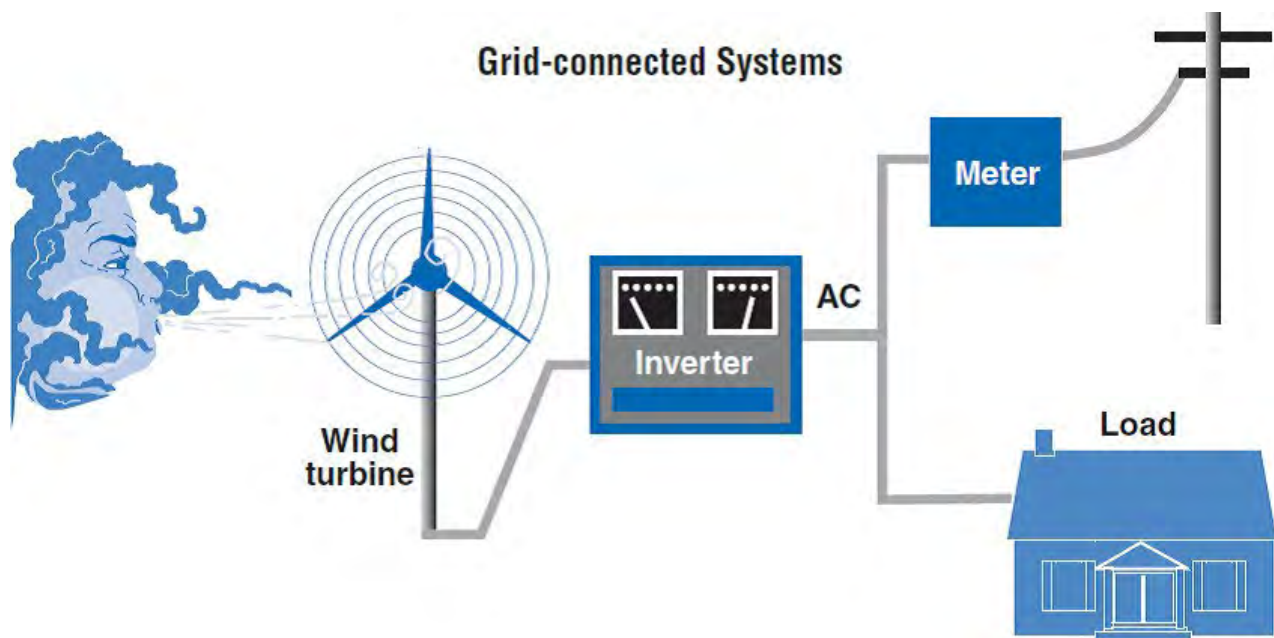 Grid-connected Systems
Meter
AC
Inverter
Wind
turbine
Load